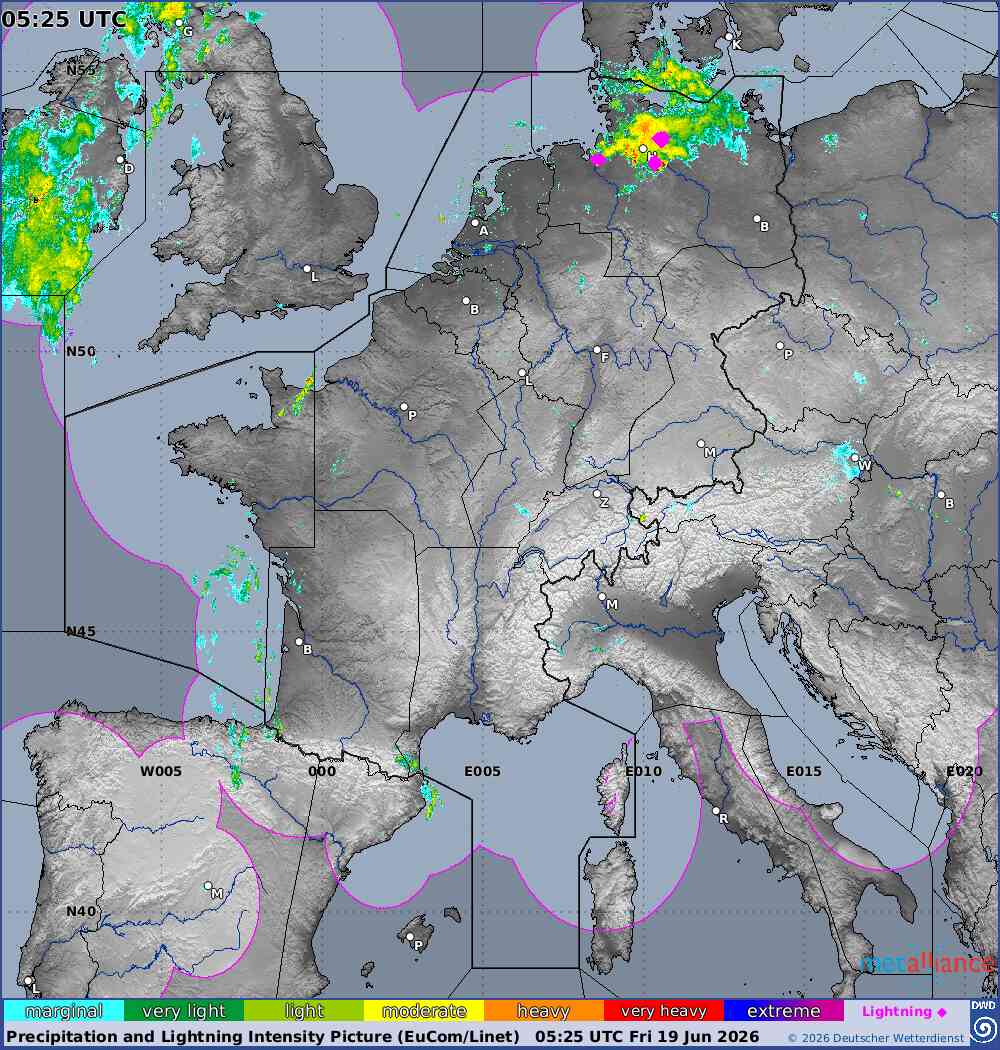 05:25 UTC
G
K
N55
D
A
B
L
B
N50
P
F
L
P
M
W
Z
B
M
N45
B
W005
000
E005
E010
E015
E020
R
M
N40
P
metalliance
L
marginal very light light moderate heavy very heavy extreme Lightning ◆
DWD
Precipitation and Lightning Intensity Picture (EuCom/Linet) 05:25 UTC Fri 19 Jun 2026 © 2026 Deutscher Wetterdienst